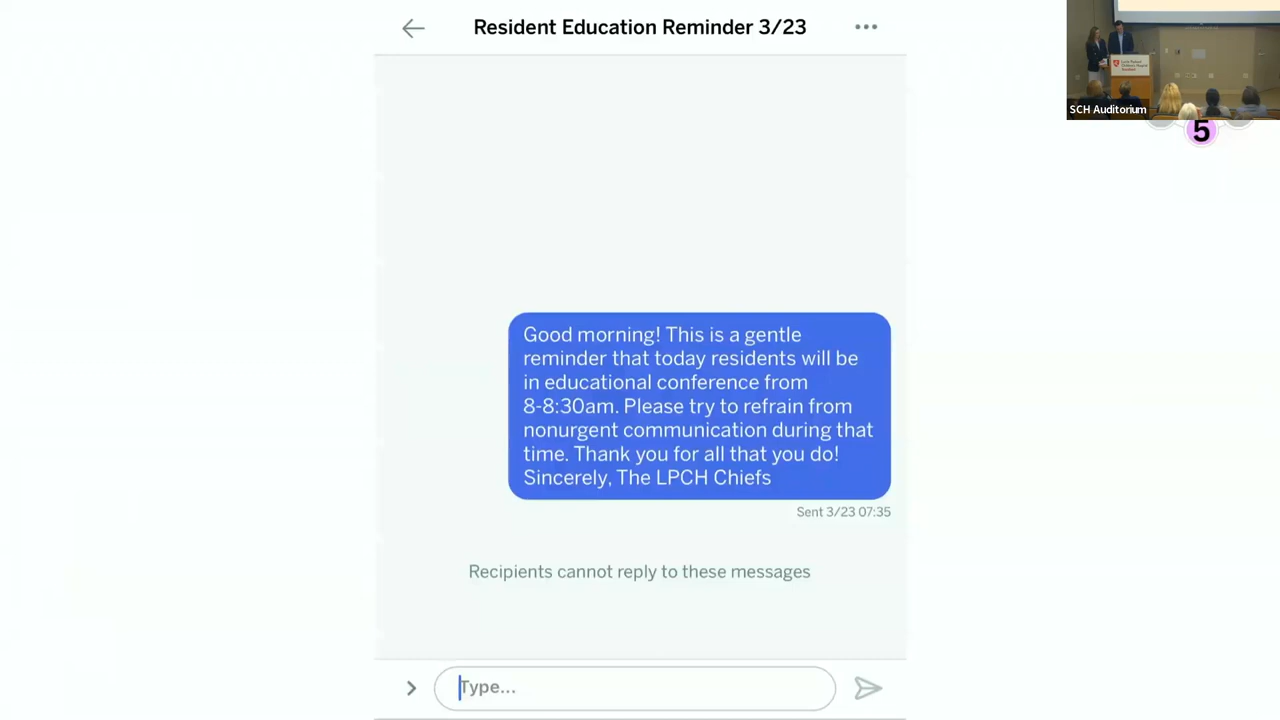 Resident Education Reminder 3/23
SCH Auditorium
5
Good morning! This is a gentle
reminder that today residents will be
in educational conference from
8-8:30am. Please try to refrain from
nonurgent communication during that
time. Thank you for all that you do!
Sincerely, The LPCH Chiefs
Sent 3/23 07:35
Recipients cannot reply to these messages
Type...